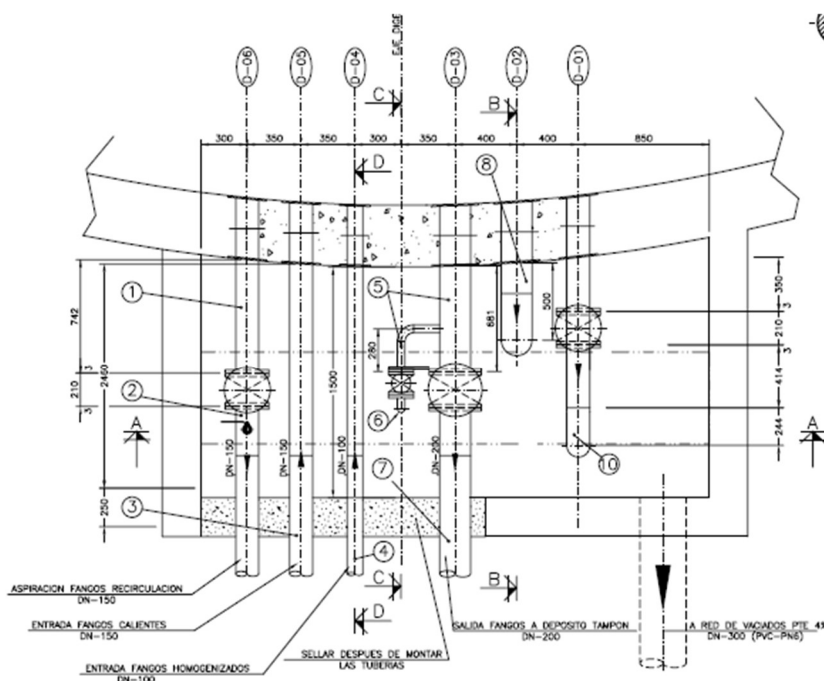 D-06
D-05
D-04
EJE DIGE
D-03
D-02
D-01
C
B
300
350
350
300
350
400
400
850
D
8
1
5
742
2460
3
210
3
1500
280
681
500
350
3
210
3
414
244
2
6
A
A
DN-150
DN-150
DN-100
DN-200
7
10
250
3
4
C
B
D
ASPIRACION FANGOS RECIRCULACION
DN-150
ENTRADA FANGOS CALIENTES
DN-150
ENTRADA FANGOS HOMOGENIZADOS
DN-100
SELLAR DESPUES DE MONTAR
LAS TUBERIAS
SALIDA FANGOS A DEPOSITO TAMPON
DN-200
A RED DE VACIADOS PTE
DN-300 (PVC-PN6)